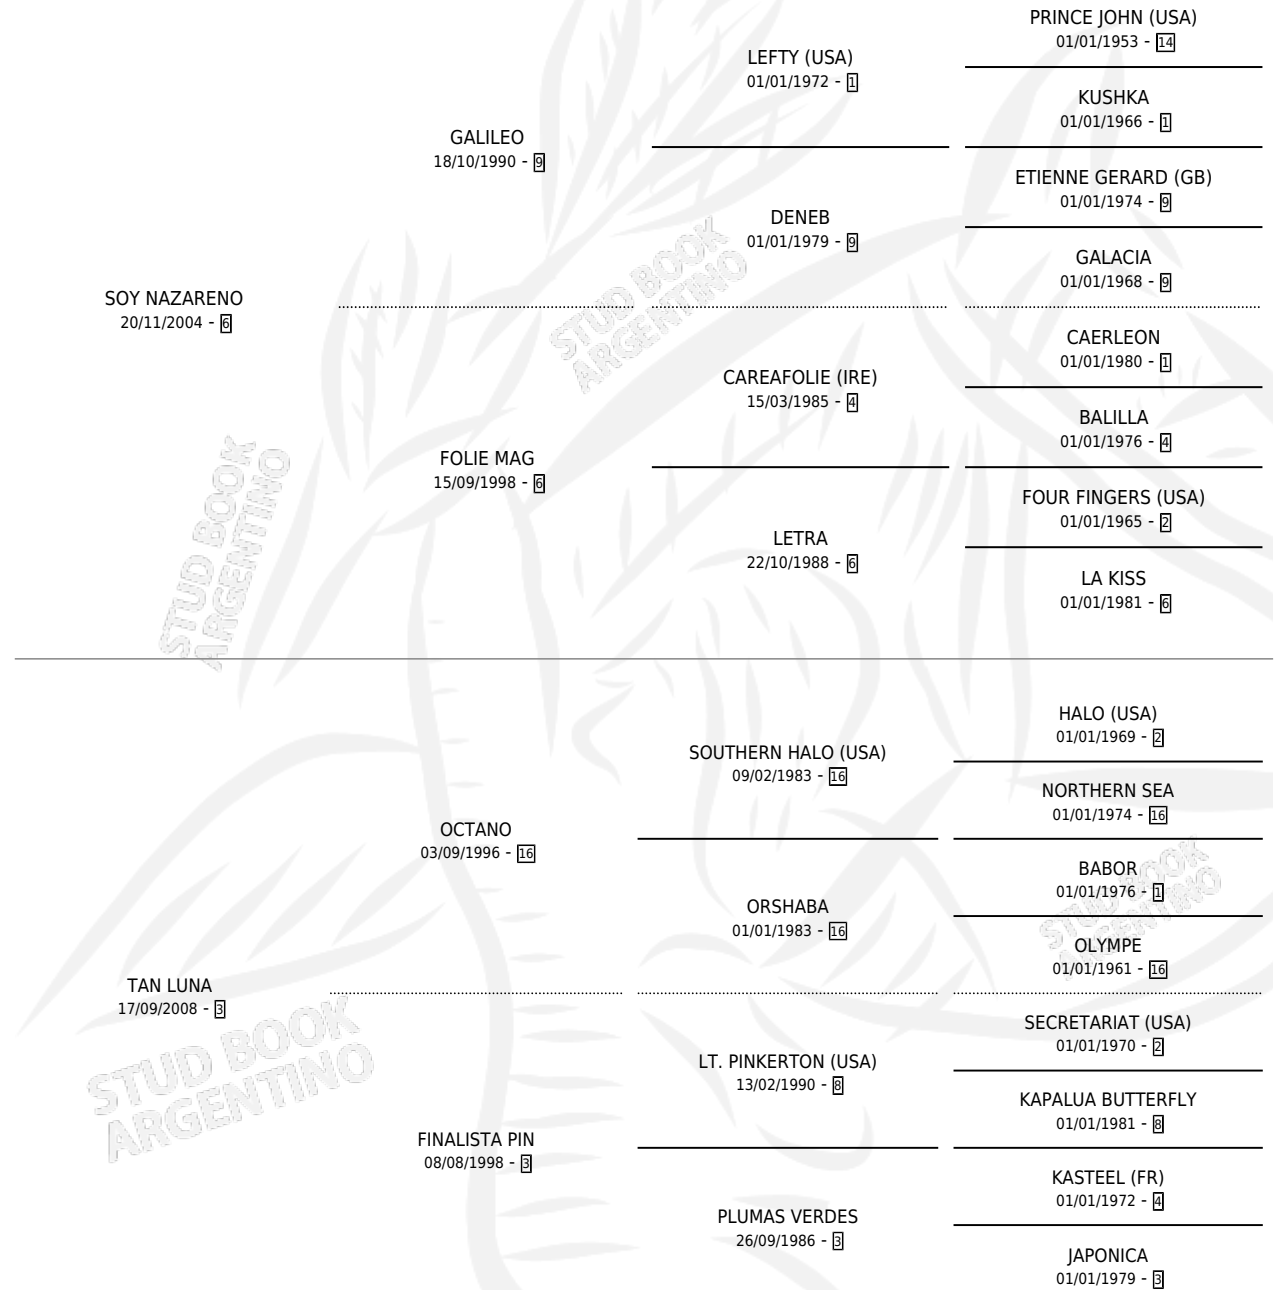 PRINCE JOHN (USA)
01/01/1953 - 14
LEFTY (USA)
01/01/1972 - 1
KUSHKA
01/01/1966 - 1
GALILEO
18/10/1990 - 9
ETIENNE GERARD (GB)
01/01/1974 - 9
DENEB
01/01/1979 - 9
GALACIA
01/01/1968 - 9
SOY NAZARENO
20/11/2004 - 6
CAERLEON
01/01/1980 - 1
CAREAFOLIE (IRE)
15/03/1985 - 4
BALILLA
01/01/1976 - 4
FOLIE MAG
15/09/1998 - 6
FOUR FINGERS (USA)
01/01/1965 - 2
LETRA
22/10/1988 - 6
LA KISS
01/01/1981 - 6
STUD BOOK
ARGENTINO
STUD BOOK
ARGENTINO
HALO (USA)
01/01/1969 - 2
SOUTHERN HALO (USA)
09/02/1983 - 16
NORTHERN SEA
01/01/1974 - 16
OCTANO
03/09/1996 - 16
BABOR
01/01/1976 - 1
ORSHABA
01/01/1983 - 16
OLYMPE
01/01/1961 - 16
STUD BOOK
ARGENTINO
TAN LUNA
17/09/2008 - 3
SECRETARIAT (USA)
01/01/1970 - 2
LT. PINKERTON (USA)
13/02/1990 - 8
KAPALUA BUTTERFLY
01/01/1981 - 8
STUD BOOK
ARGENTINO
FINALISTA PIN
08/08/1998 - 3
KASTEEL (FR)
01/01/1972 - 4
PLUMAS VERDES
26/09/1986 - 3
JAPONICA
01/01/1979 - 3